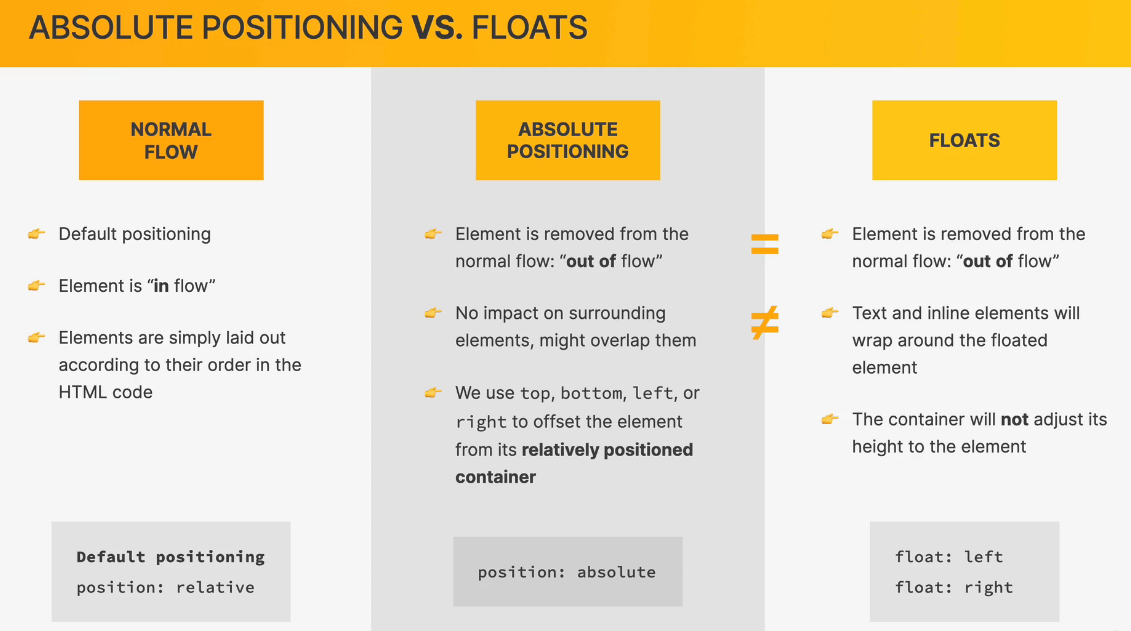 ABSOLUTE POSITIONING VS. FLOATS
NORMAL
FLOW
👉 Default positioning
👉 Element is “in flow”
👉 Elements are simply laid out
according to their order in the
HTML code
Default positioning
position: relative
ABSOLUTE
POSITIONING
👉 Element is removed from the
normal flow: “out of flow”
👉 No impact on surrounding
elements, might overlap them
👉 We use top, bottom, left, or
right to offset the element
from its relatively positioned
container
position: absolute
=
≠
FLOATS
👉 Element is removed from the
normal flow: “out of flow”
👉 Text and inline elements will
wrap around the floated
element
👉 The container will not adjust its
height to the element
float: left
float: right